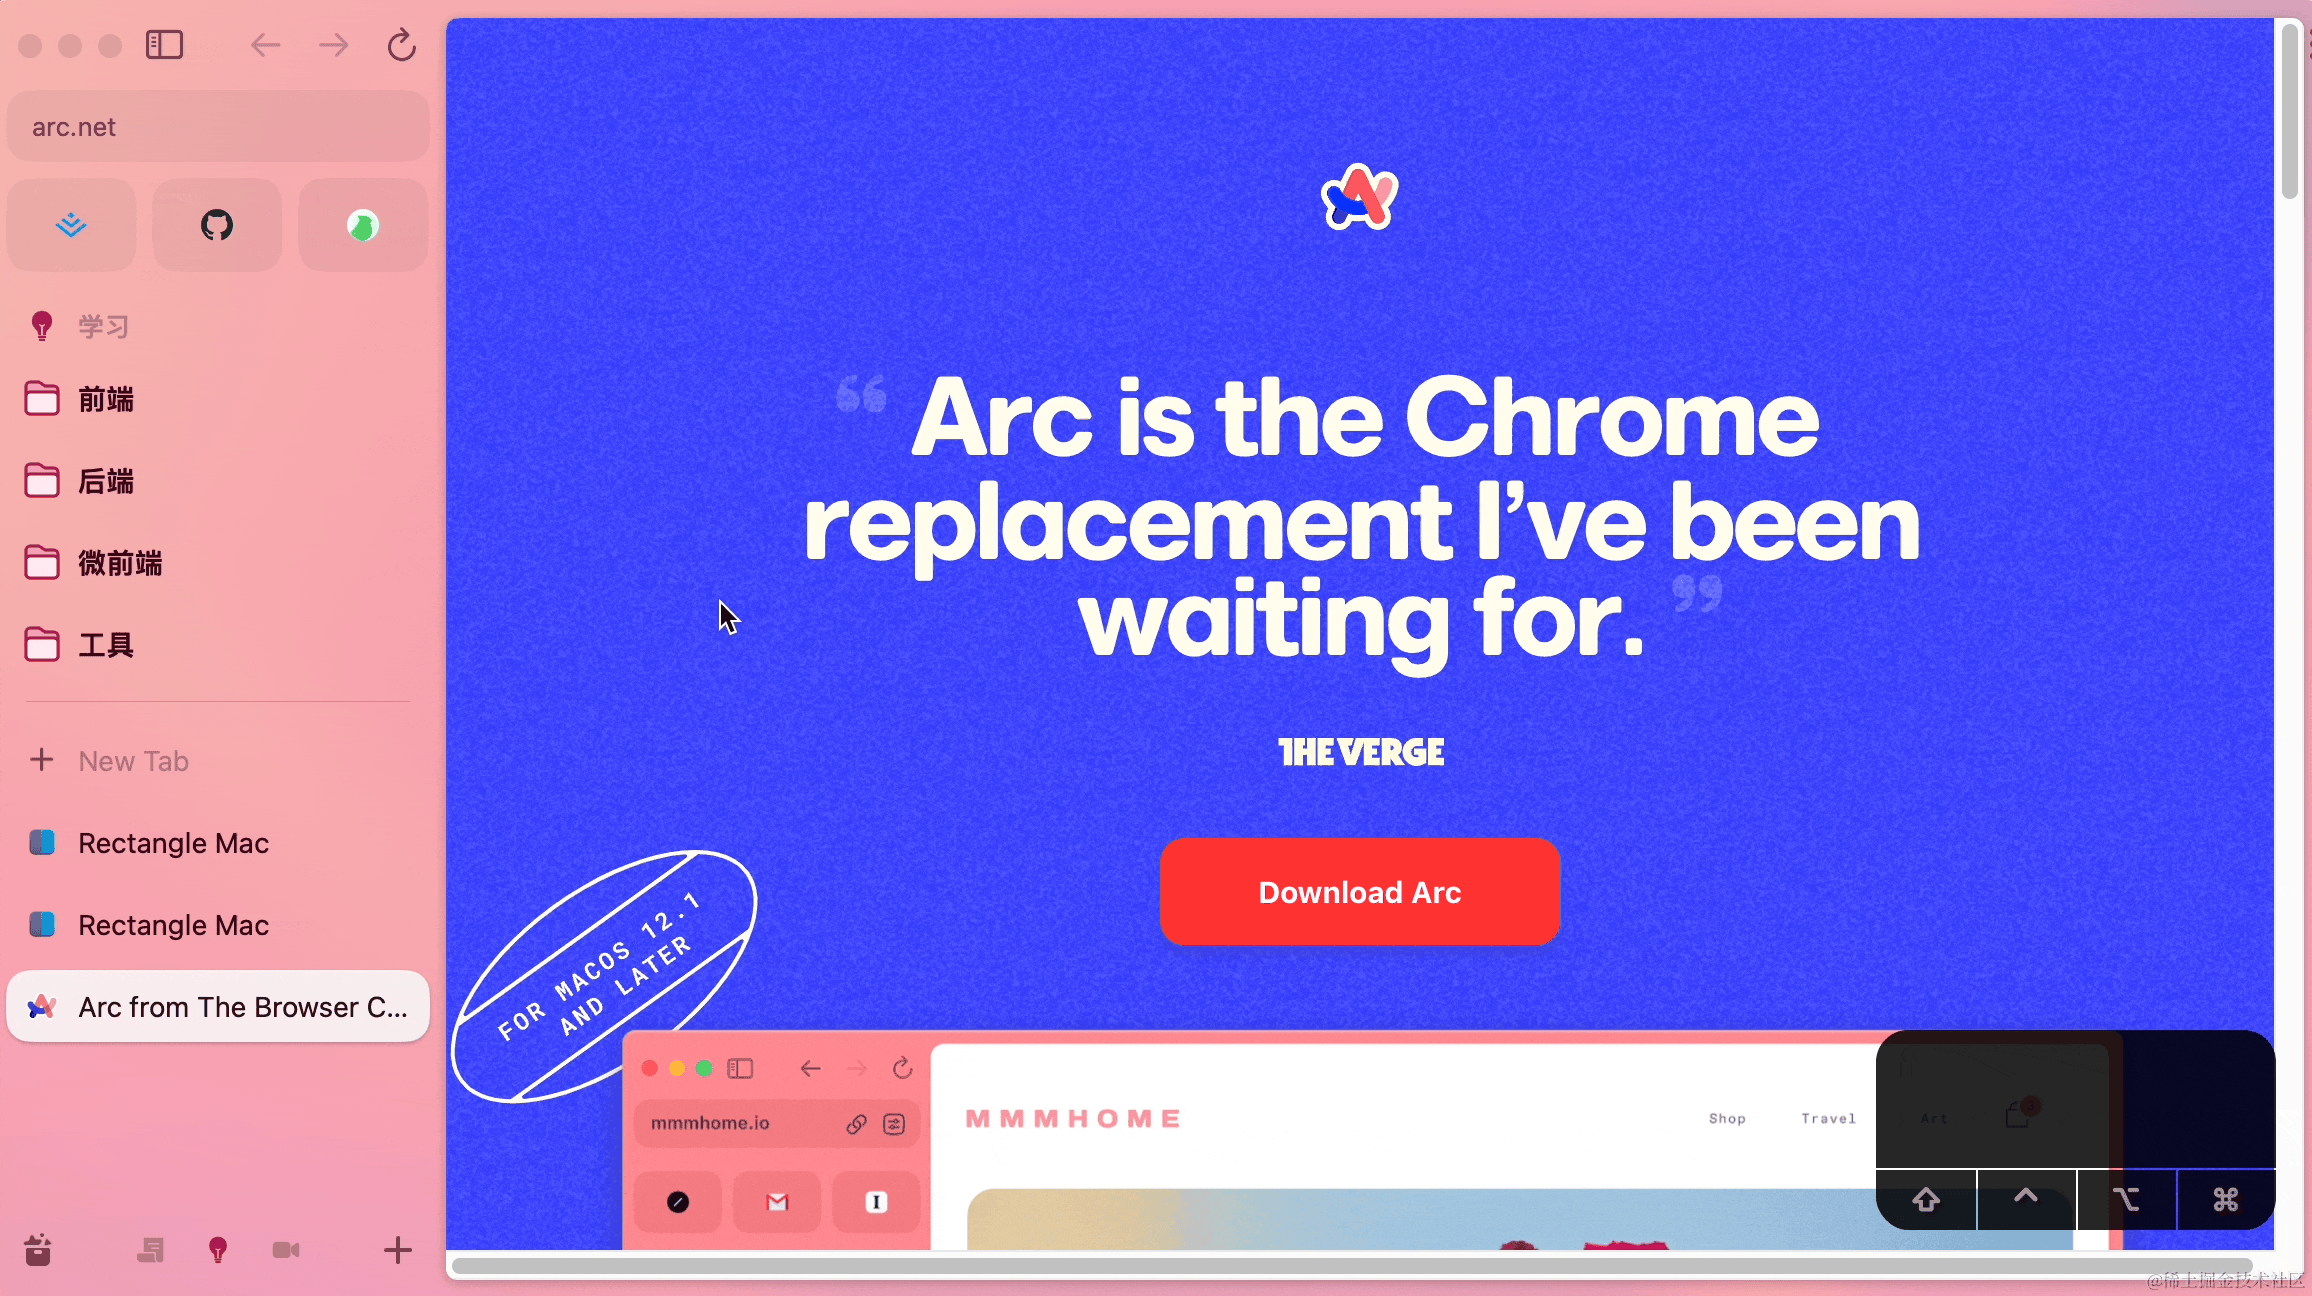 arc.net
学习
前端
后端
微前端
工具
New Tab
Rectangle Mac
Rectangle Mac
Arc from The Browser C...
“ Arc is the Chrome
replacement I’ve been
waiting for. ”
THE VERGE
Download Arc
FOR MACOS 12.1
AND LATER
mmmhome.io
MMMHOME
Shop
Travel
Art
@稀土掘金技术社区